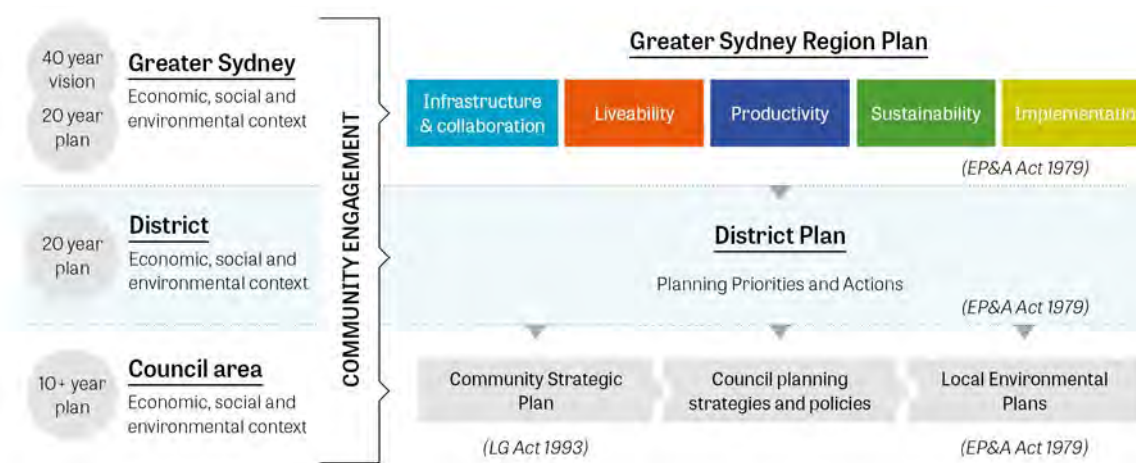 40 year
vision
20 year
plan
Greater Sydney
Economic, social and
environmental context
COMMUNITY ENGAGEMENT
Greater Sydney Region Plan
Infrastructure
& collaboration
Liveability
Productivity
Sustainability
Implementatio
(EP&A Act 1979)
20 year
plan
District
Economic, social and
environmental context
District Plan
Planning Priorities and Actions
(EP&A Act 1979)
10+ year
plan
Council area
Economic, social and
environmental context
Community Strategic
Plan
Council planning
strategies and policies
Local Environmental
Plans
(LG Act 1993)
(EP&A Act 1979)